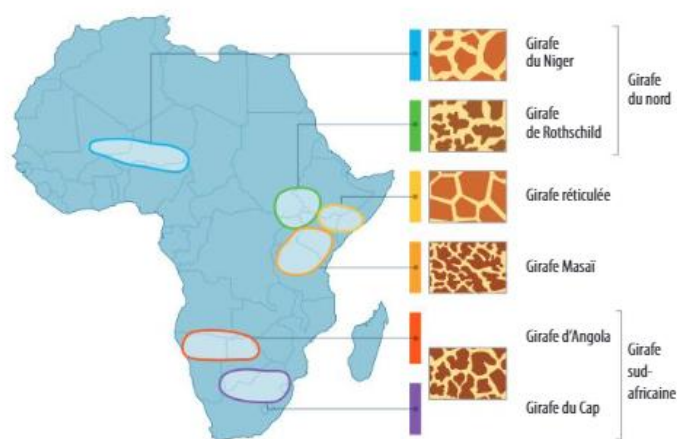 Girafe
du Niger
Girafe
du nord
Girafe
de Rothschild
Girafe réticulée
Girafe Masaï
Girafe d'Angola
Girafe
sud-
africaine
Girafe du Cap